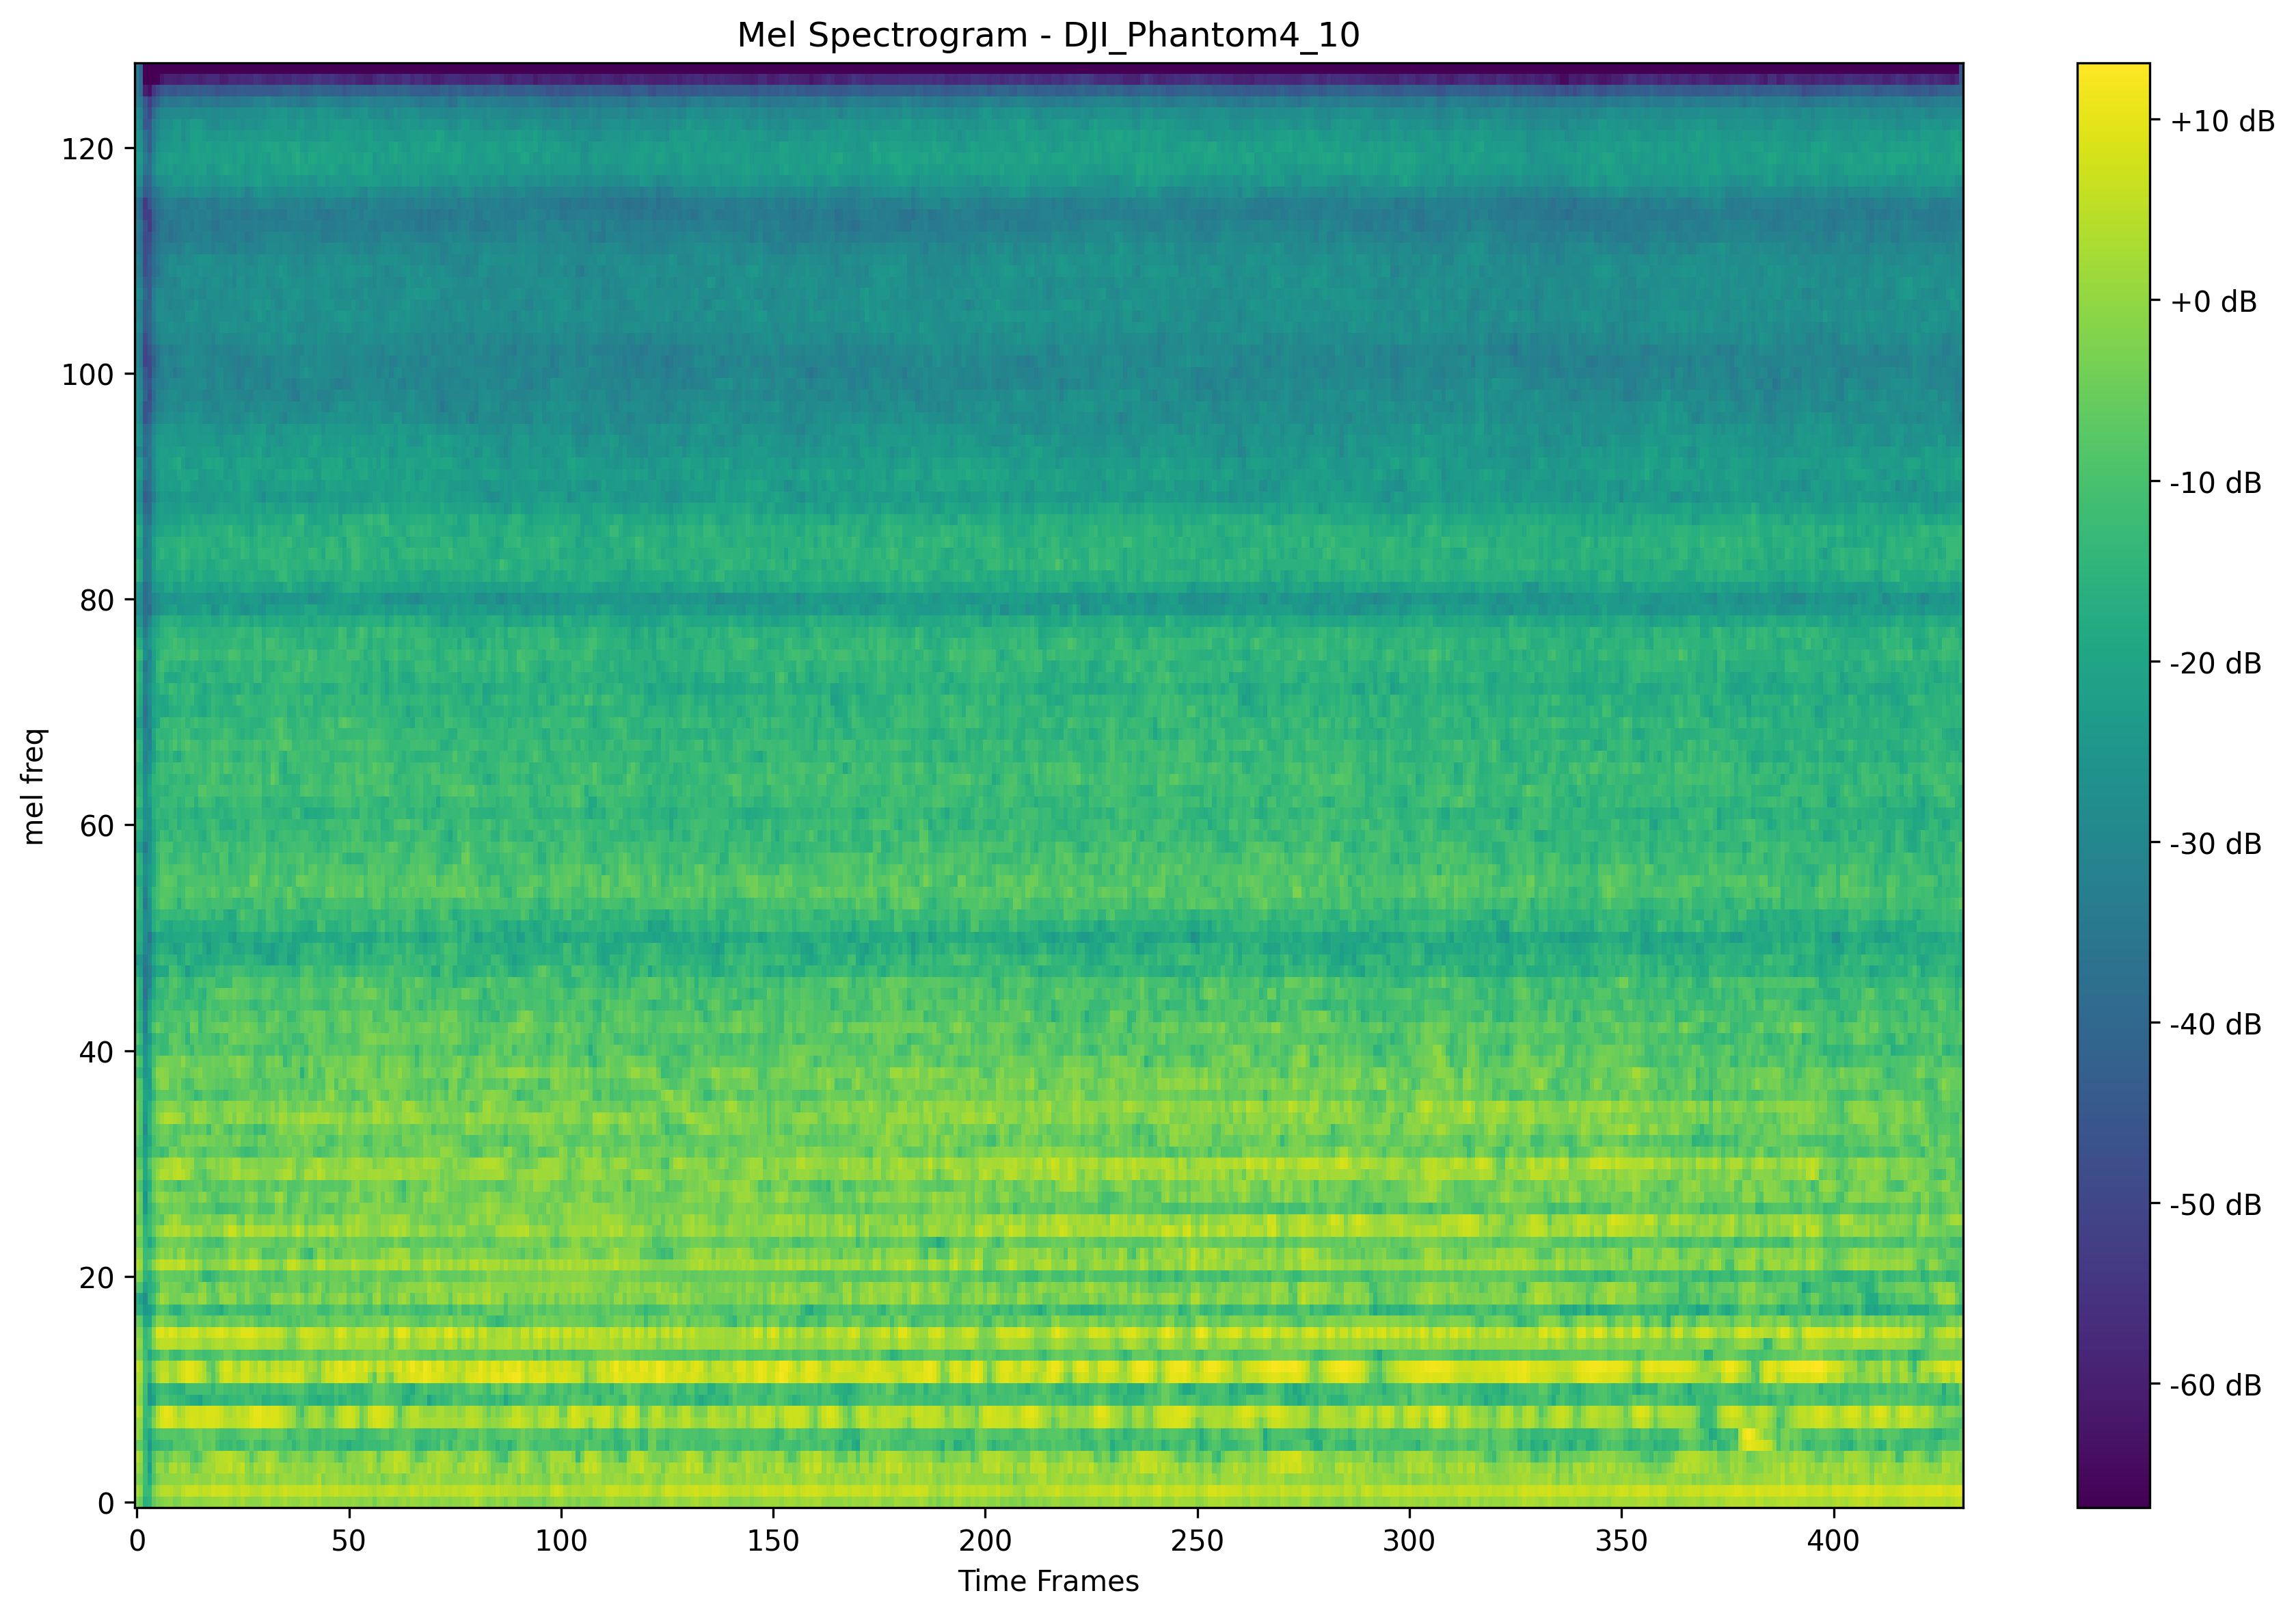 Mel Spectrogram - DJI_Phantom4_10
120
100
80
60
40
20
0
mel freq
0 50 100 150 200 250 300 350 400
Time Frames
+10 dB
+0 dB
-10 dB
-20 dB
-30 dB
-40 dB
-50 dB
-60 dB